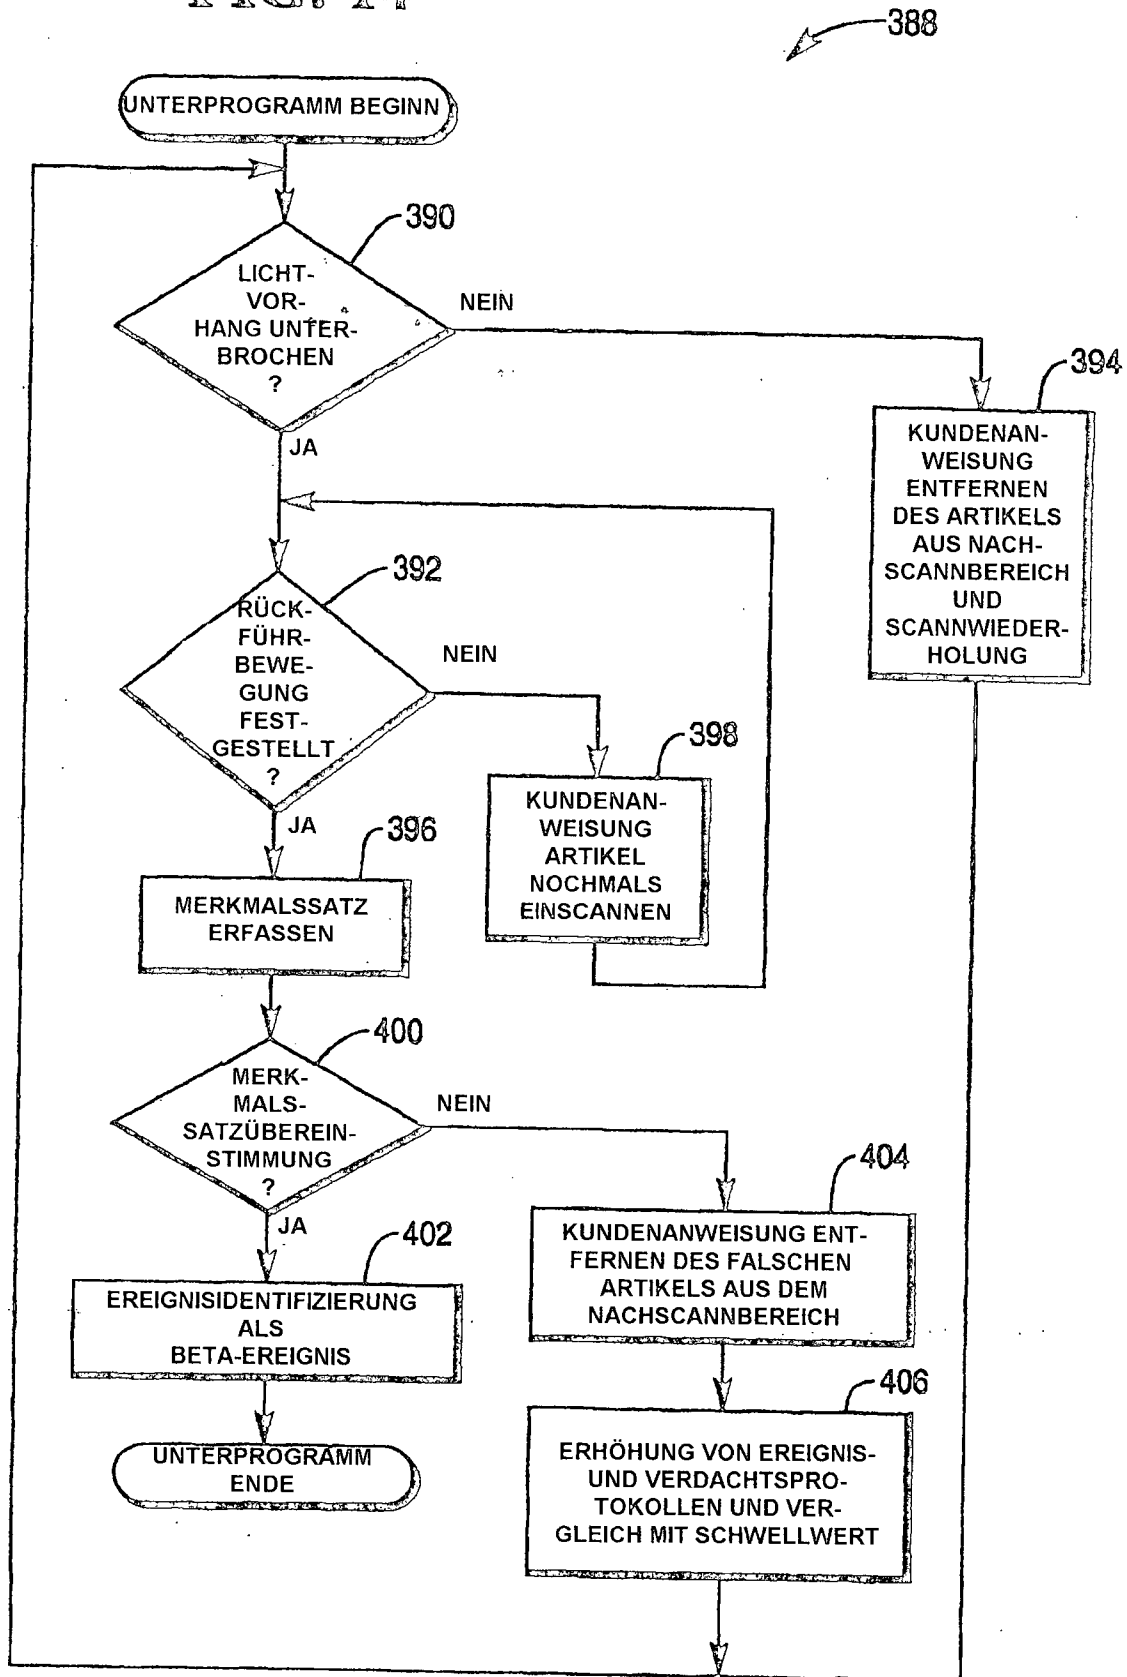 388
UNTERPROGRAMM BEGINN
390
LICHT-
VOR-
HANG UNTER-
BROCHEN
?
NEIN
JA
394
KUNDENAN-
WEISUNG
ENTFERNEN
DES ARTIKELS
AUS NACH-
SCANNBEREICH
UND
SCANNWIEDER-
HOLUNG
392
RÜCK-
FÜHR-
BEWE-
GUNG
FEST-
GESTELLT
?
NEIN
JA
398
KUNDENAN-
WEISUNG
ARTIKEL
NOCHMALS
EINSCANNEN
396
MERKMALSSATZ
ERFASSEN
400
MERK-
MALS-
SATZÜBEREIN-
STIMMUNG
?
NEIN
JA
404
KUNDENANWEISUNG ENT-
FERNEN DES FALSCHEN
ARTIKELS AUS DEM
NACHSCANNBEREICH
402
EREIGNISIDENTIFIZIERUNG
ALS
BETA-EREIGNIS
406
ERHÖHUNG VON EREIGNIS-
UND VERDACHTSPRO-
TOKOLLEN UND VER-
GLEICH MIT SCHWELLWERT
UNTERPROGRAMM
ENDE